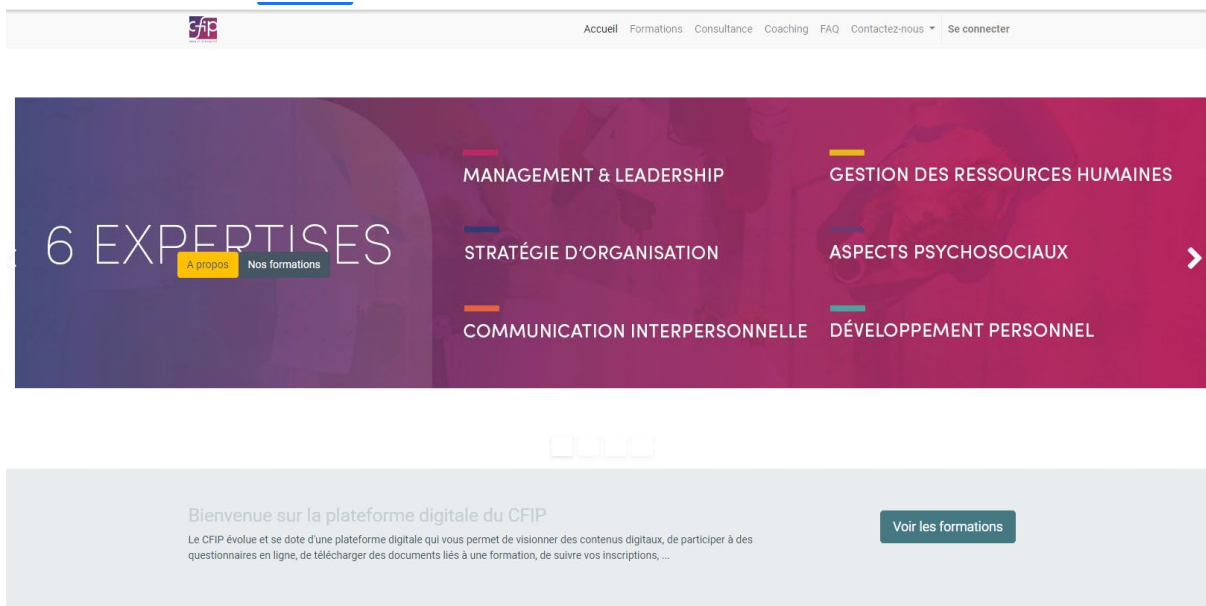 cfip
Accueil Formations Consultance Coaching FAQ Contactez-nous Se connecter
6 EXPERTISES
A propos Nos formations
MANAGEMENT & LEADERSHIP
STRATÉGIE D'ORGANISATION
COMMUNICATION INTERPERSONNELLE
GESTION DES RESSOURCES HUMAINES
ASPECTS PSYCHOSOCIAUX
DÉVELOPPEMENT PERSONNEL
Bienvenue sur la plateforme digitale du CFIP
Le CFIP évolue et se dote d'une plateforme digitale qui vous permet de visionner des contenus digitaux, de participer à des
questionnaires en ligne, de télécharger des documents liés à une formation, de suivre vos inscriptions, ...
Voir les formations